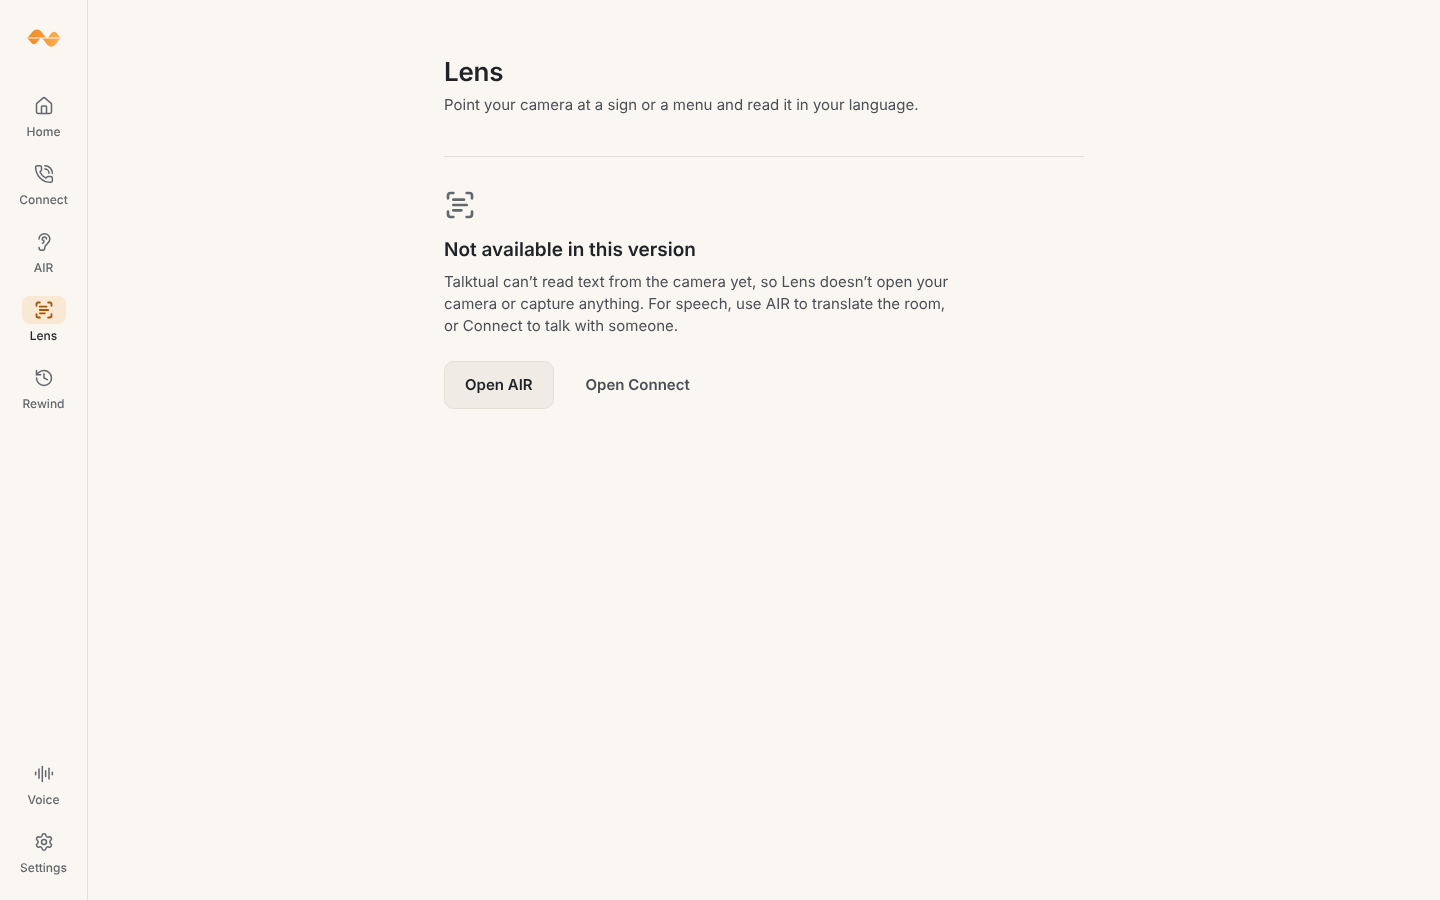 Home
Connect
AIR
Lens
Rewind
Voice
Settings
Lens
Point your camera at a sign or a menu and read it in your language.
Not available in this version
Talktual can’t read text from the camera yet, so Lens doesn’t open your
camera or capture anything. For speech, use AIR to translate the room,
or Connect to talk with someone.
Open AIR
Open Connect